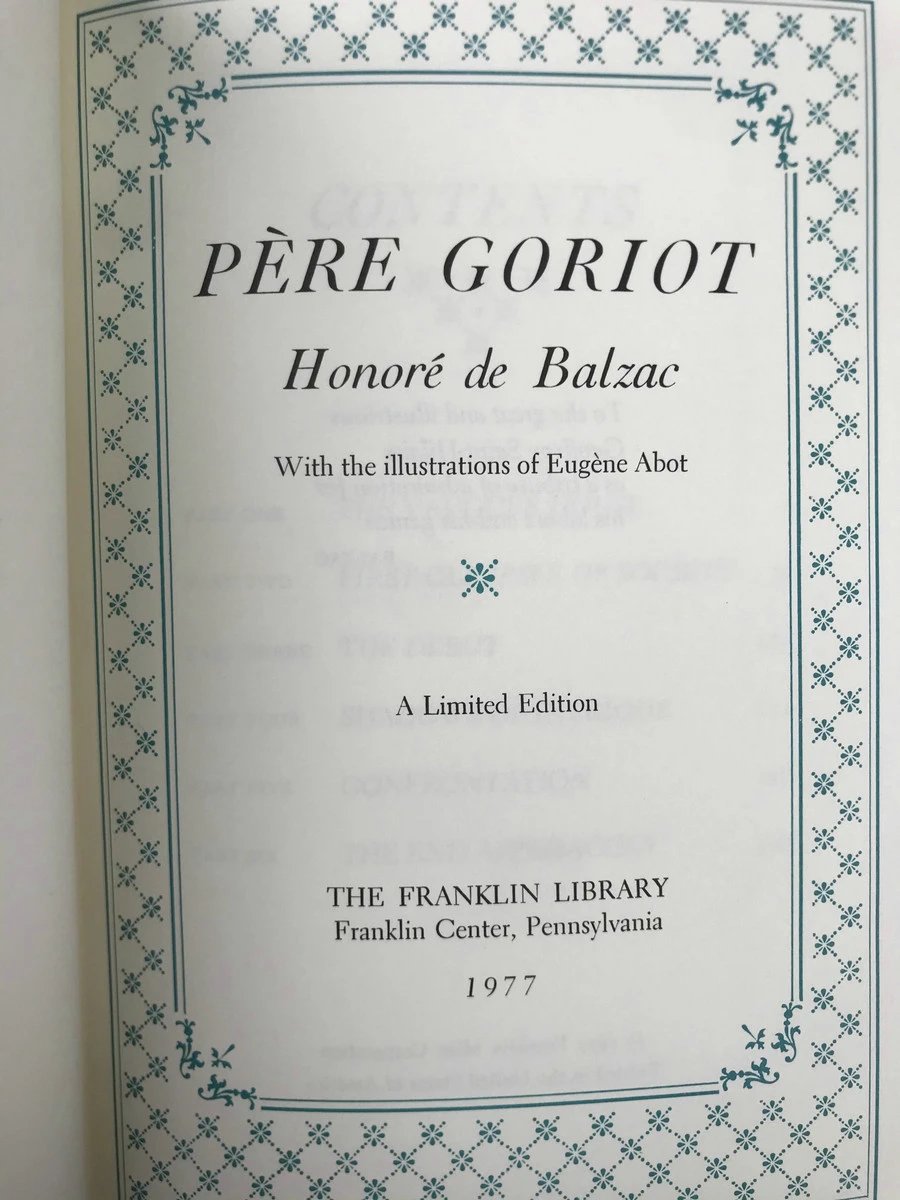 PÈRE GORIOT
Honoré de Balzac
With the illustrations of Eugène Abot
A Limited Edition
THE FRANKLIN LIBRARY
Franklin Center, Pennsylvania
1977